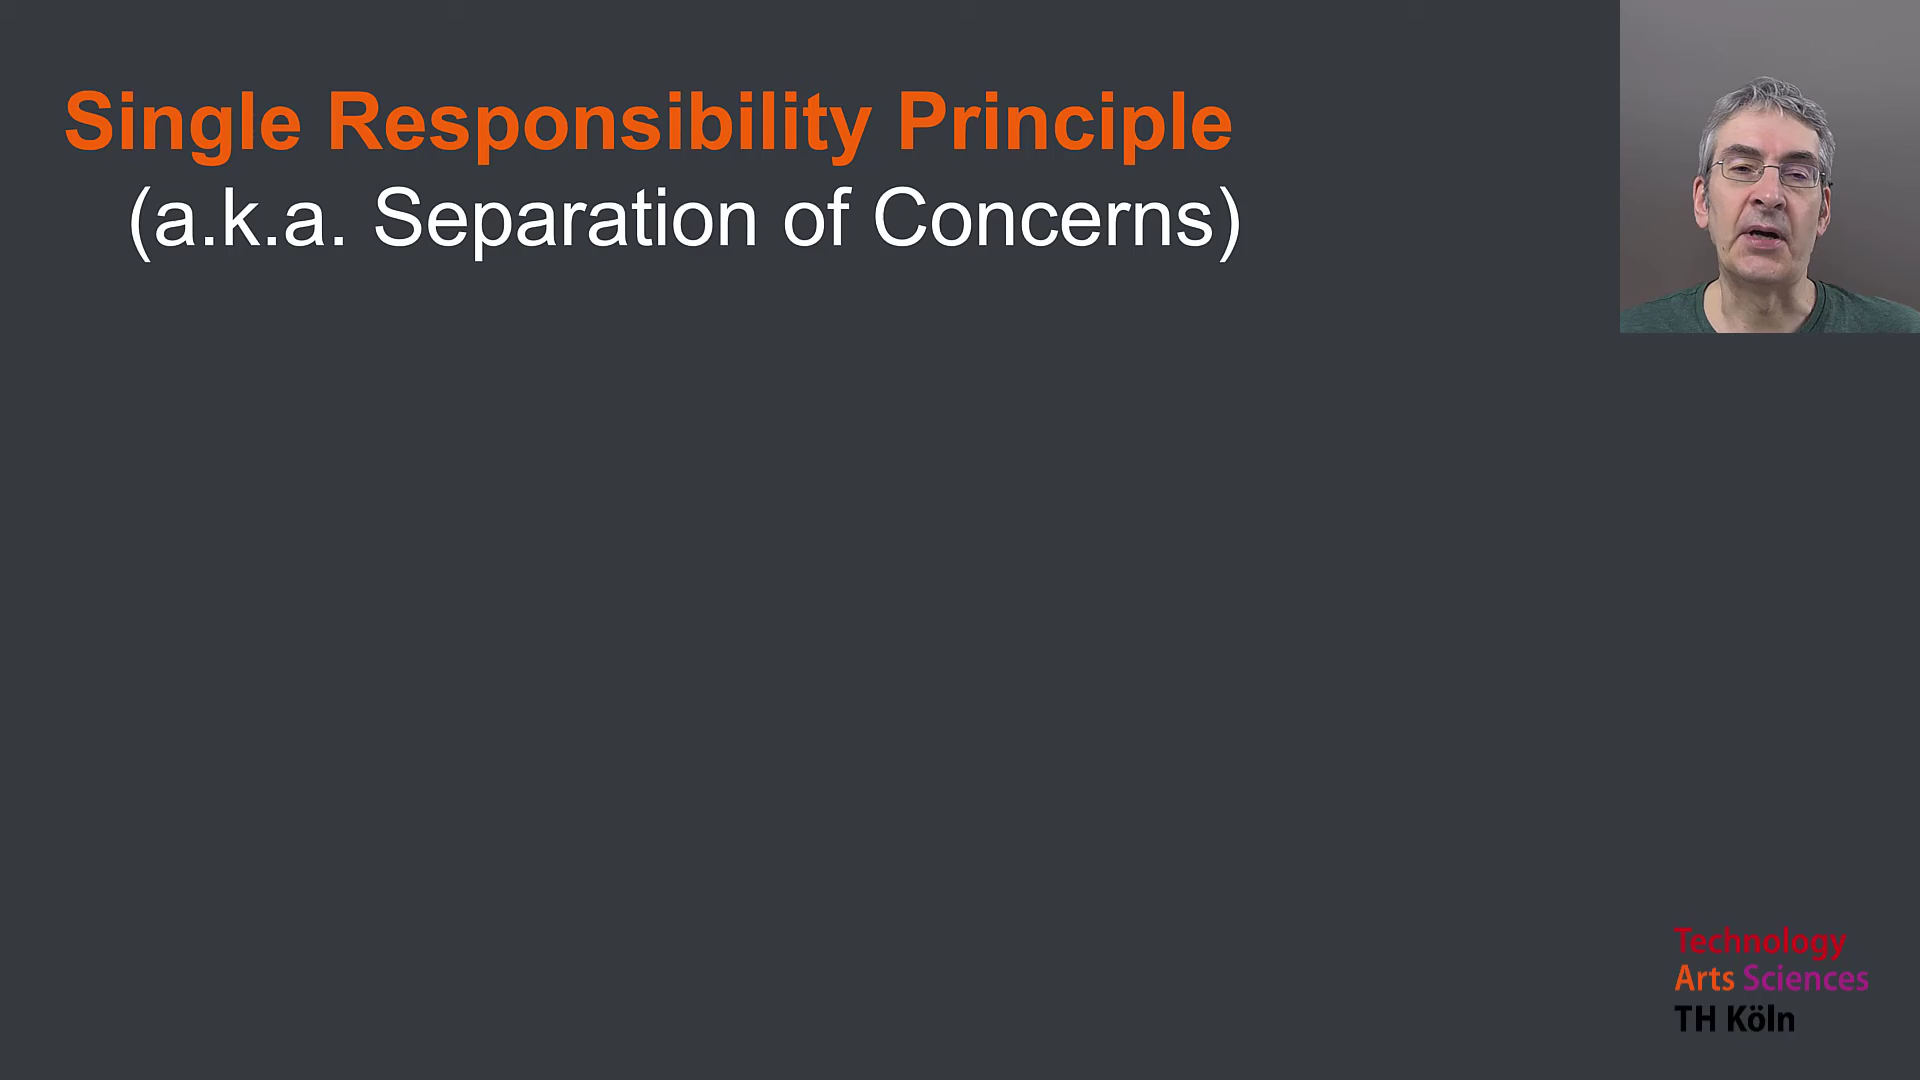 Single Responsibility Principle
(a.k.a. Separation of Concerns)
Technology
Arts Sciences
TH Köln